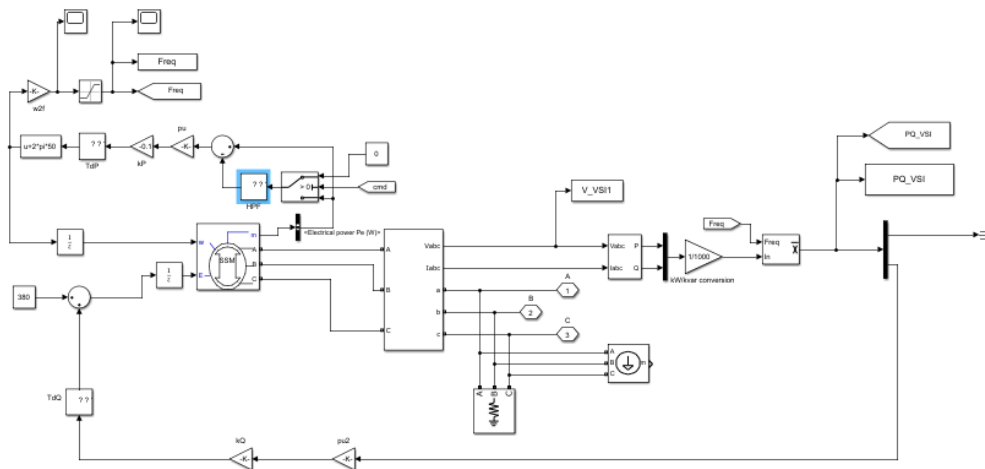 Freq
-K-
Freq
w2f
pu
u+2*pi*50
? ?
-0.1
-K-
0
TdP
kP
? ?
> 0
cmd
HPF
PQ_VSI
PQ_VSI
V_VSI1
<Electrical power Pe (W)>
m
w
SSM
E
A
B
C
A
B
C
Vabc
Iabc
a
b
c
Vabc
Iabc
P
Q
1/1000
kW/kvar conversion
Freq
Freq
In
x
1
z
1
z
380
A
1
B
2
C
3
A
B
C
m
A
B
C
TdQ
? ?
kQ
-K-
pu2
-K-